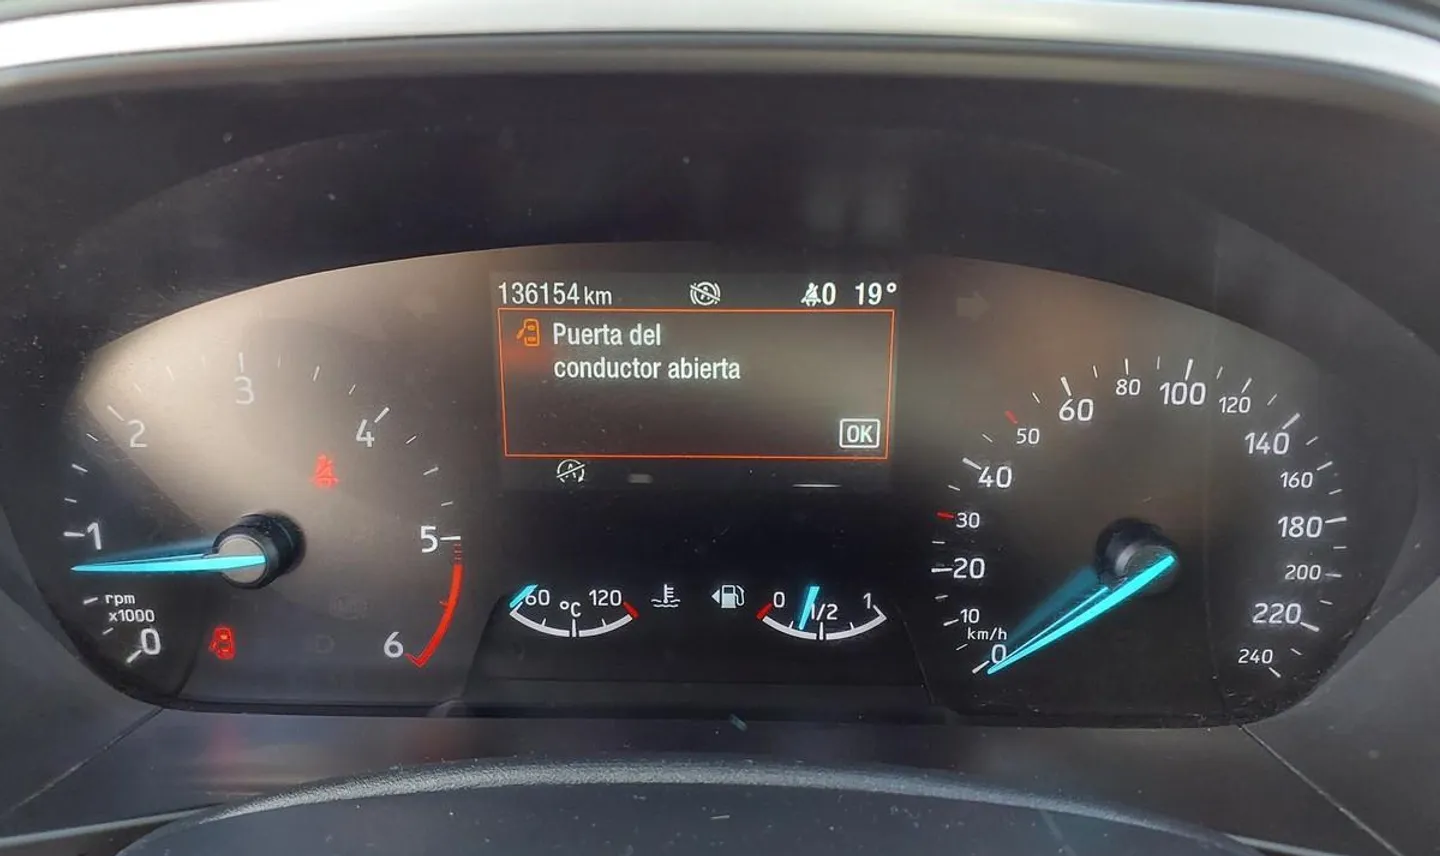 136154 km 40 19°
Puerta del
conductor abierta
OK
0 1 2 3 4 5 6
rpm
x1000
60 °C 120
0 1/2 1
0 10 20 30 40 50 60 80 100 120 140 160 180 200 220 240
km/h